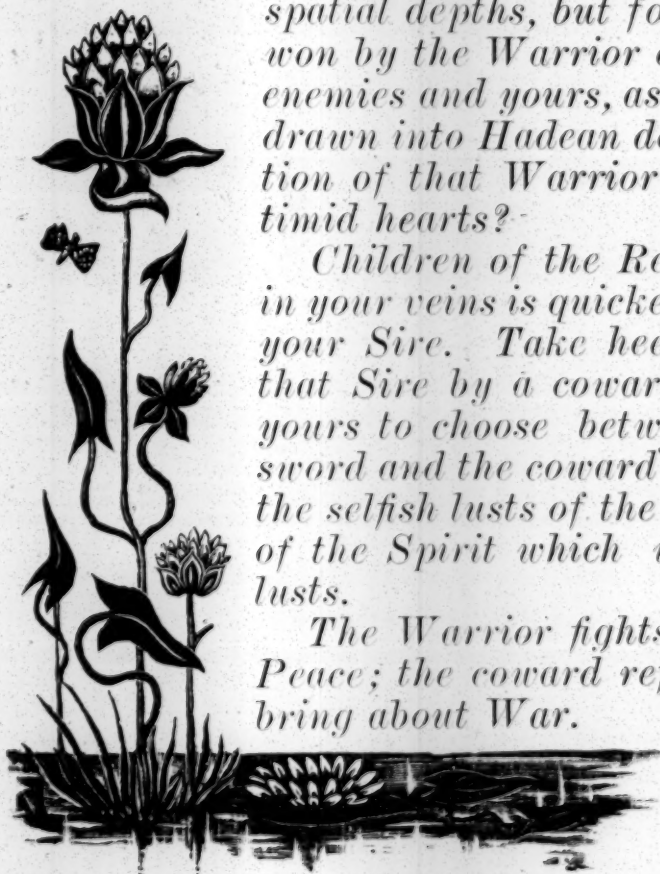 spatial depths, but fo
won by the Warrior
enemies and yours, as
drawn into Hadean d
tion of that Warrior
timid hearts?
Children of the R
in your veins is quick
your Sire. Take hee
that Sire by a cowar
yours to choose betw
sword and the coward'
the selfish lusts of the
of the Spirit which
lusts.
The Warrior fights
Peace; the coward ref
bring about War.